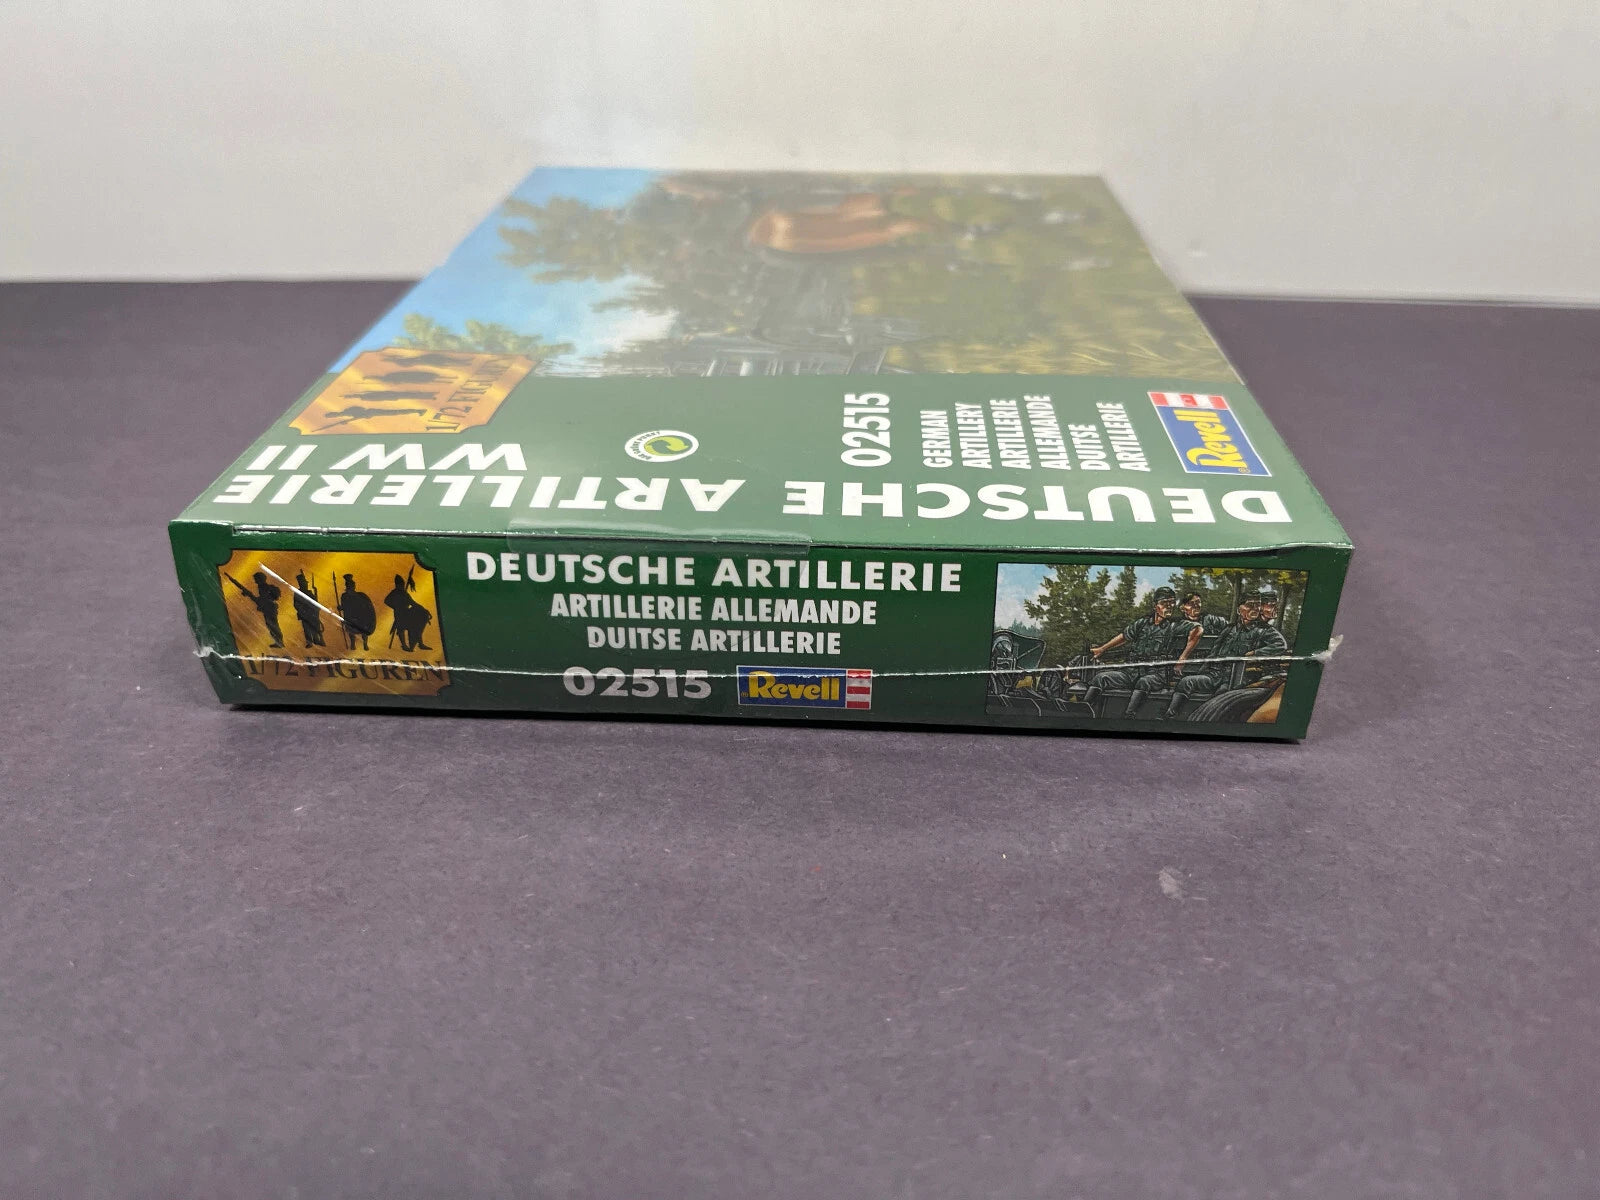 DEUTSCHE ARTILLERIE
WW II
1/72 FIGUREN
02515
GERMAN
ARTILLERY
ARTILLERIE
ALLEMANDE
DUITSE
ARTILLERIE
Revell
DEUTSCHE ARTILLERIE
ARTILLERIE ALLEMANDE
DUITSE ARTILLERIE
02515
Revell
1/72 FIGUREN